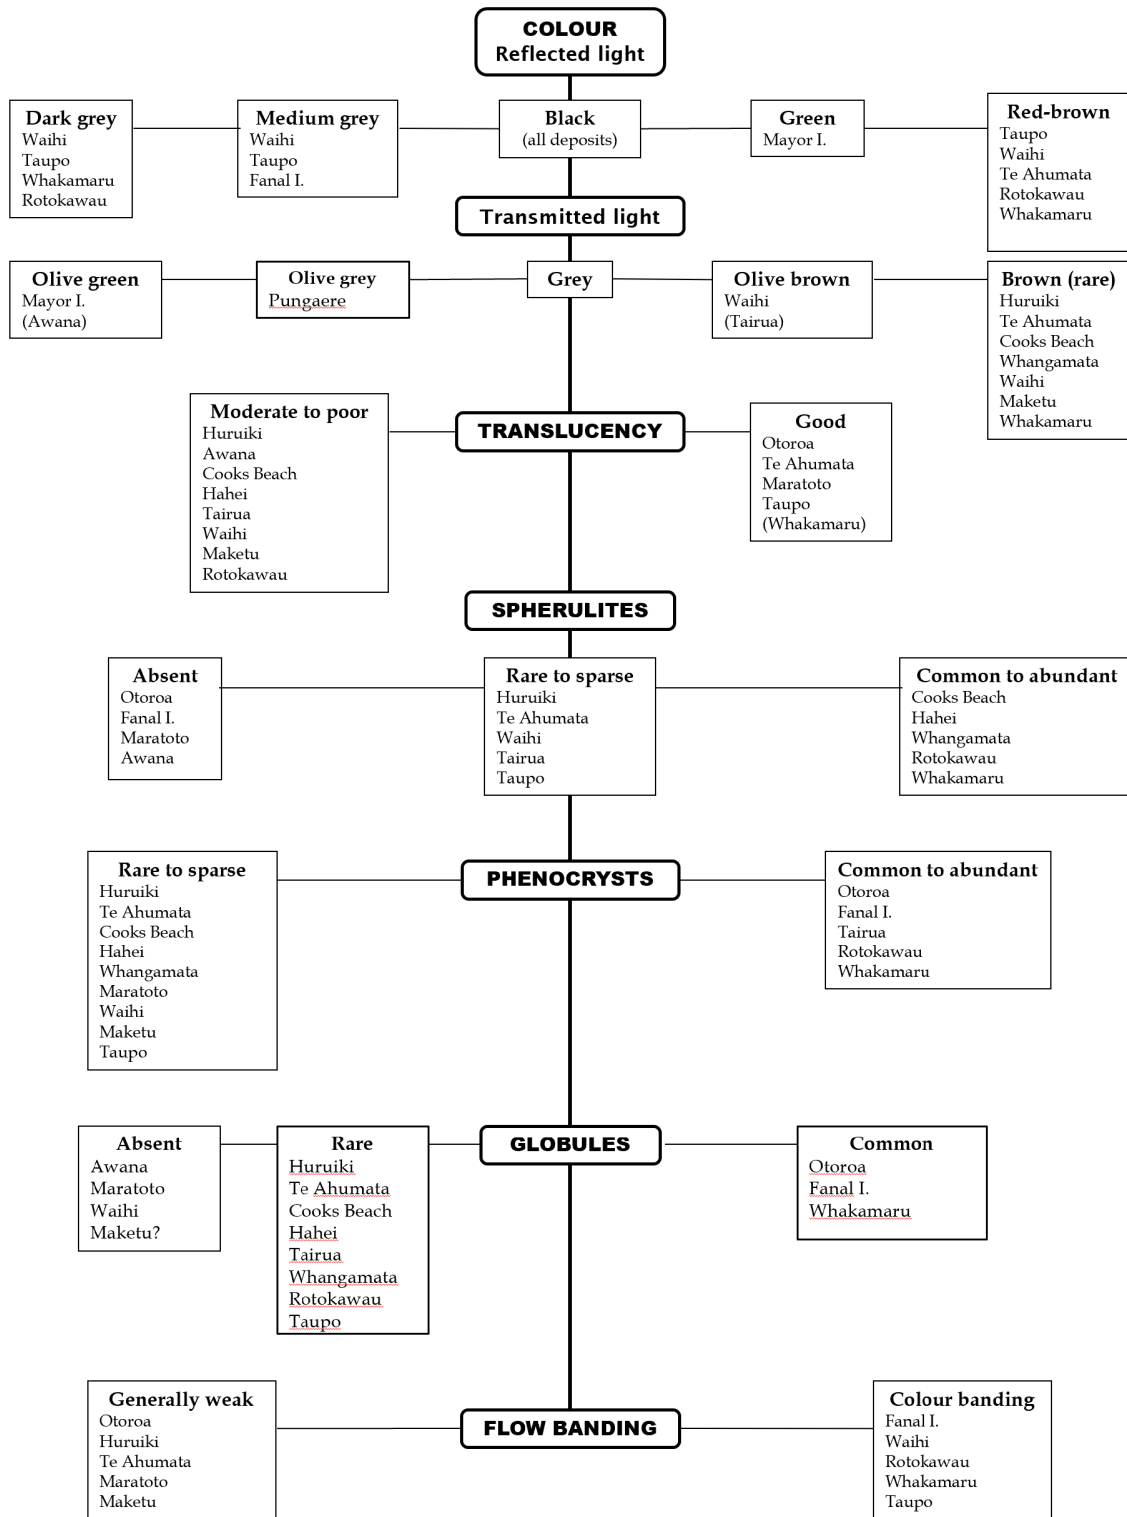 COLOUR
Reflected light
Dark grey
Waihi
Taupo
Whakamaru
Rotokawau
Medium grey
Waihi
Taupo
Fanal I.
Black
(all deposits)
Green
Mayor I.
Red-brown
Taupo
Waihi
Te Ahumata
Rotokawau
Whakamaru
Transmitted light
Olive green
Mayor I.
(Awana)
Olive grey
Pungaere
Grey
Olive brown
Waihi
(Tairua)
Brown (rare)
Huruiki
Te Ahumata
Cooks Beach
Whangamata
Waihi
Maketu
Whakamaru
TRANSLUCENCY
Moderate to poor
Huruiki
Awana
Cooks Beach
Hahei
Tairua
Waihi
Maketu
Rotokawau
Good
Otoroa
Te Ahumata
Maratoto
Taupo
(Whakamaru)
SPHERULITES
Absent
Otoroa
Fanal I.
Maratoto
Awana
Rare to sparse
Huruiki
Te Ahumata
Waihi
Tairua
Taupo
Common to abundant
Cooks Beach
Hahei
Whangamata
Rotokawau
Whakamaru
PHENOCRYSTS
Rare to sparse
Huruiki
Te Ahumata
Cooks Beach
Hahei
Whangamata
Maratoto
Waihi
Maketu
Taupo
Common to abundant
Otoroa
Fanal I.
Tairua
Rotokawau
Whakamaru
GLOBULES
Absent
Awana
Maratoto
Waihi
Maketu?
Rare
Huruiki
Te Ahumata
Cooks Beach
Hahei
Tairua
Whangamata
Rotokawau
Taupo
Common
Otoroa
Fanal I.
Whakamaru
FLOW BANDING
Generally weak
Otoroa
Huruiki
Te Ahumata
Maratoto
Maketu
Colour banding
Fanal I.
Waihi
Rotokawau
Whakamaru
Taupo